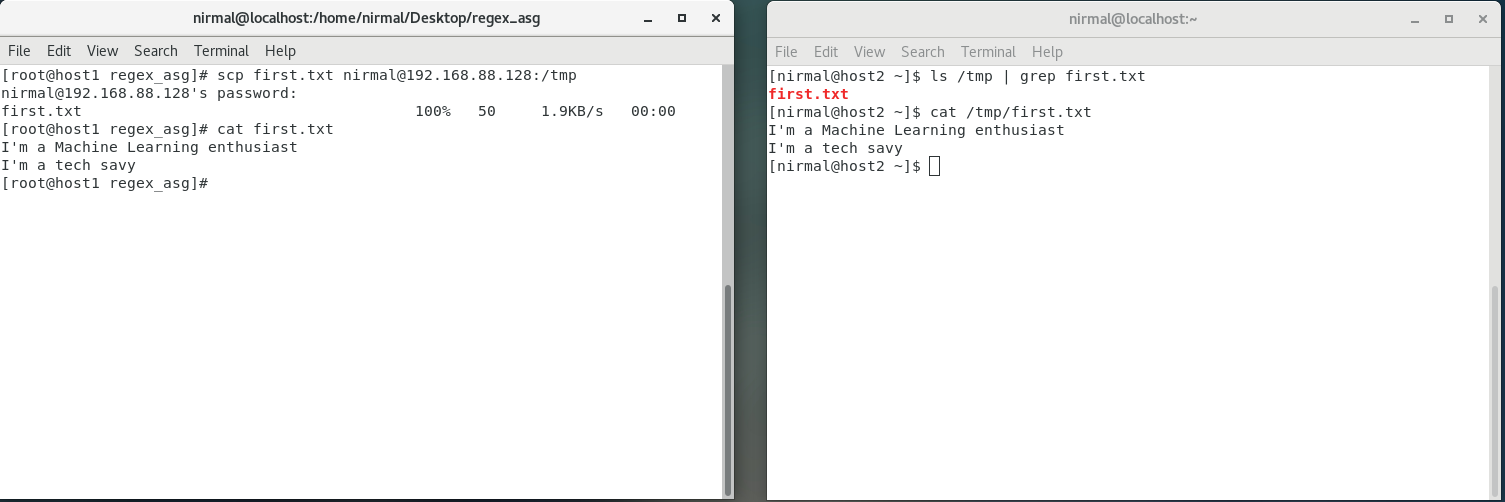 nirmal@localhost:/home/nirmal/Desktop/regex_asg
File Edit View Search Terminal Help
[root@host1 regex_asg]# scp first.txt nirmal@192.168.88.128:/tmp
nirmal@192.168.88.128's password:
first.txt 100% 50 1.9KB/s 00:00
[root@host1 regex_asg]# cat first.txt
I'm a Machine Learning enthusiast
I'm a tech savy
[root@host1 regex_asg]#
nirmal@localhost:~
File Edit View Search Terminal Help
[nirmal@host2 ~]$ ls /tmp | grep first.txt
first.txt
[nirmal@host2 ~]$ cat /tmp/first.txt
I'm a Machine Learning enthusiast
I'm a tech savy
[nirmal@host2 ~]$